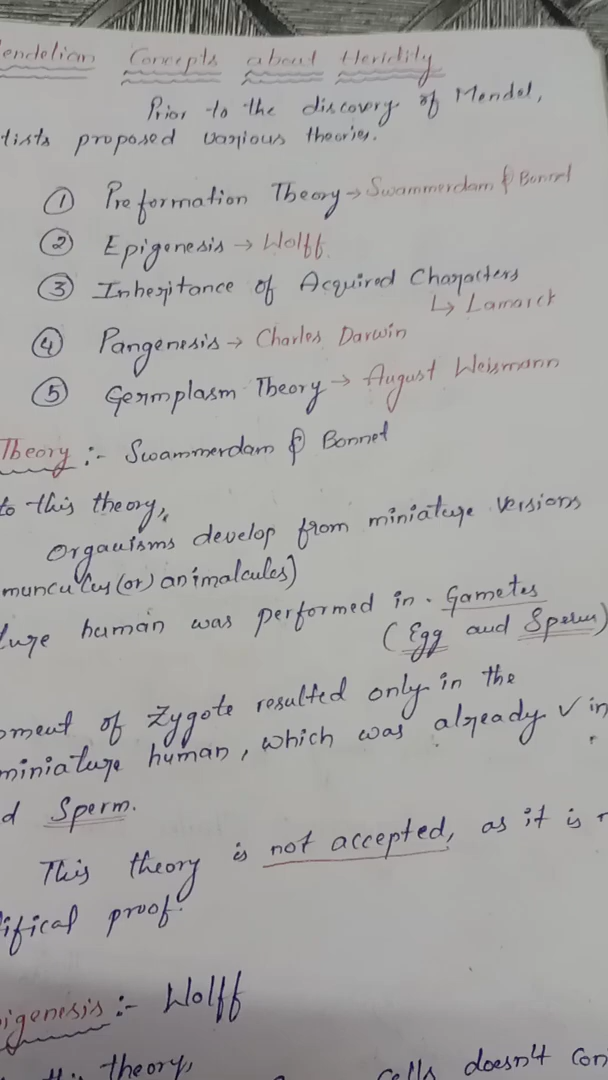 endelian Concepts about Heridity
Prior to the discovery of Mendel,
tists proposed various theories.
① Preformation Theory → Swammerdam & Bonnet
② Epigenesis → Wolff
③ Inheritance of Acquired Characters
↳ Lamarck
④ Pangenesis → Charles Darwin
⑤ Germplasm Theory → August Weismann
Theory :- Swammerdam & Bonnet
to this theory,
Organisms develop from miniature versions
munculus (or) animalcules)
ture human was performed in. Gametes
(Egg and Sperm)
oment of Zygote resulted only in the
miniature human, which was already ✓ in
d Sperm.
This theory is not accepted, as it is
ifical proof.
igenesis :- Wolff
theory, cells doesn't con